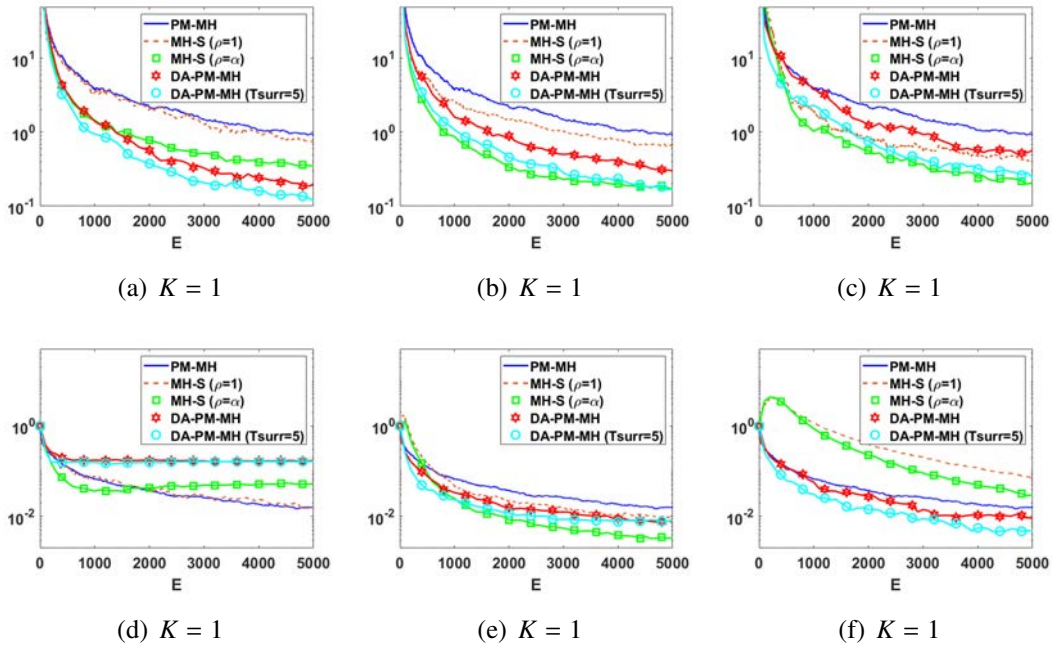 10^1
10^0
10^-1
0 1000 2000 3000 4000 5000
E
PM-MH
MH-S (ρ=1)
MH-S (ρ=α)
DA-PM-MH
DA-PM-MH (Tsurr=5)
(a) K = 1
10^1
10^0
10^-1
0 1000 2000 3000 4000 5000
E
PM-MH
MH-S (ρ=1)
MH-S (ρ=α)
DA-PM-MH
DA-PM-MH (Tsurr=5)
(b) K = 1
10^1
10^0
10^-1
0 1000 2000 3000 4000 5000
E
PM-MH
MH-S (ρ=1)
MH-S (ρ=α)
DA-PM-MH
DA-PM-MH (Tsurr=5)
(c) K = 1
10^0
10^-2
0 1000 2000 3000 4000 5000
E
PM-MH
MH-S (ρ=1)
MH-S (ρ=α)
DA-PM-MH
DA-PM-MH (Tsurr=5)
(d) K = 1
10^0
10^-2
0 1000 2000 3000 4000 5000
E
PM-MH
MH-S (ρ=1)
MH-S (ρ=α)
DA-PM-MH
DA-PM-MH (Tsurr=5)
(e) K = 1
10^0
10^-2
0 1000 2000 3000 4000 5000
E
PM-MH
MH-S (ρ=1)
MH-S (ρ=α)
DA-PM-MH
DA-PM-MH (Tsurr=5)
(f) K = 1